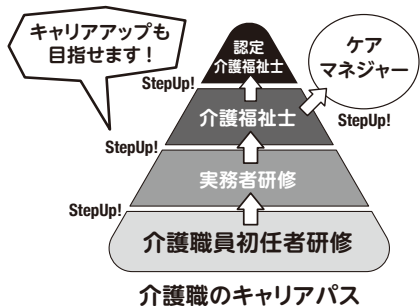 キャリアアップも
目指せます！
認定
介護福祉士
ケア
マネジャー
StepUp!
介護福祉士
StepUp!
StepUp!
実務者研修
StepUp!
介護職員初任者研修
介護職のキャリアパス